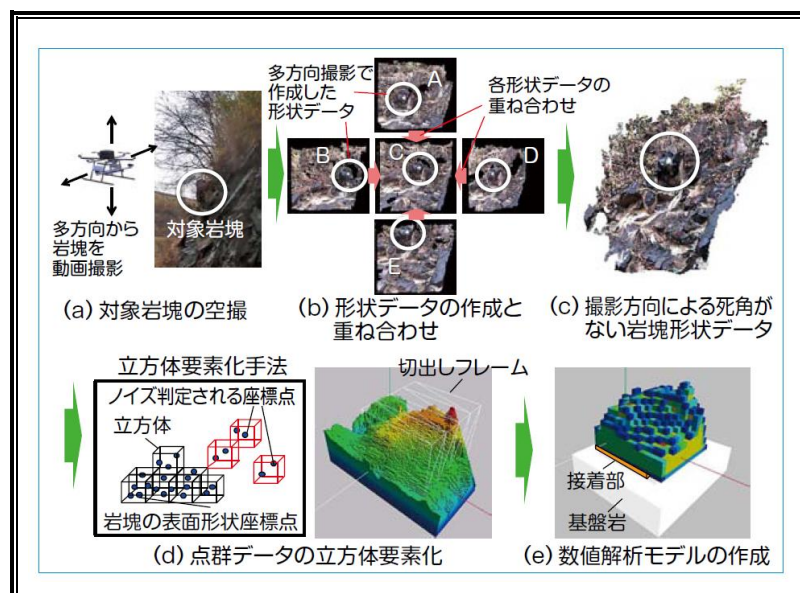 多方向から
岩塊を
動画撮影
対象岩塊
(a) 対象岩塊の空撮
多方向撮影で
作成した
形状データ
各形状データの
重ね合わせ
A
B
C
D
E
(b) 形状データの作成と
重ね合わせ
(c) 撮影方向による死角が
ない岩塊形状データ
立方体要素化手法
ノイズ判定される座標点
立方体
岩塊の表面形状座標点
切出しフレーム
(d) 点群データの立方体要素化
接着部
基盤岩
(e) 数値解析モデルの作成